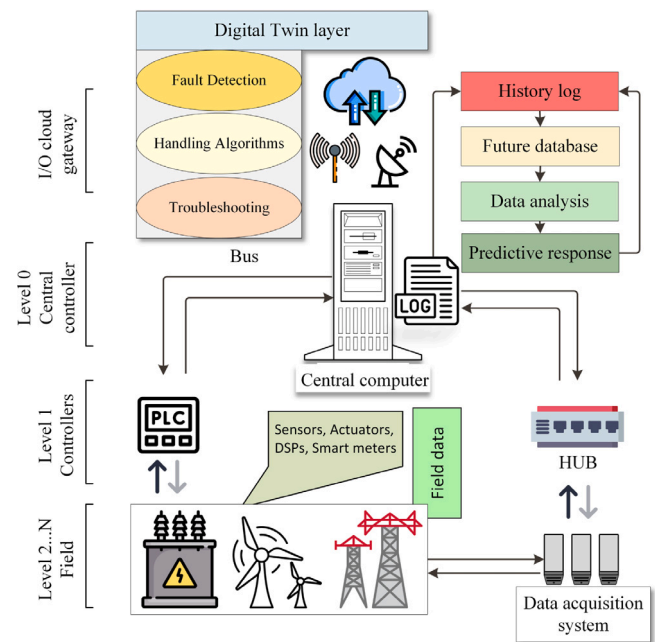 Digital Twin layer
Fault Detection
Handling Algorithms
Troubleshooting
I/O cloud
gateway
History log
Future database
Data analysis
Predictive response
Bus
Level 0
Central
controller
LOG
Central computer
Level 1
Controllers
PLC
Sensors, Actuators,
DSPs, Smart meters
Field data
HUB
Level 2...N
Field
Data acquisition
system